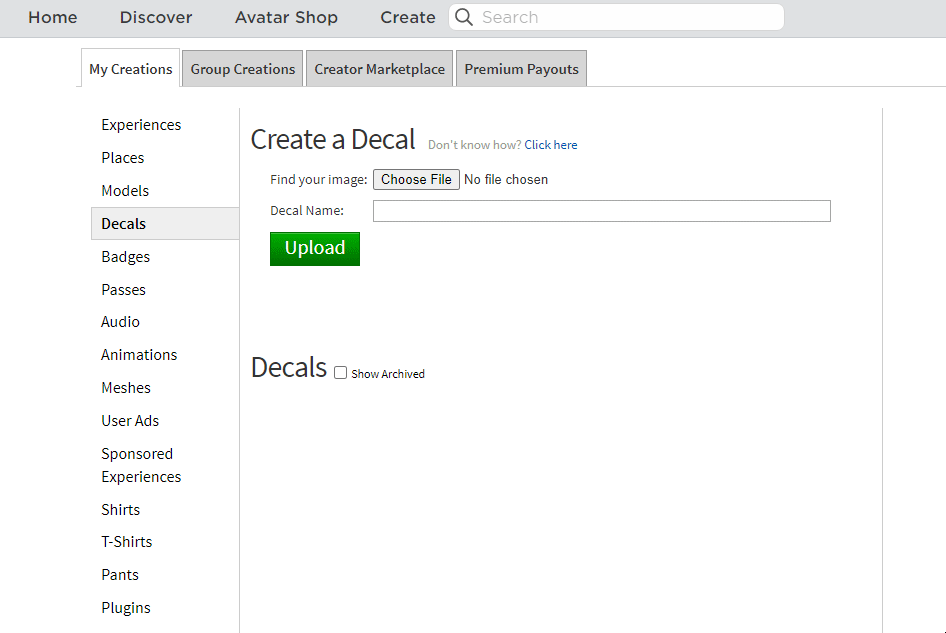 Home Discover Avatar Shop Create Search
My Creations Group Creations Creator Marketplace Premium Payouts
Experiences
Places
Models
Decals
Badges
Passes
Audio
Animations
Meshes
User Ads
Sponsored
Experiences
Shirts
T-Shirts
Pants
Plugins
Create a Decal Don't know how? Click here
Find your image: Choose File No file chosen
Decal Name:
Upload
Decals Show Archived